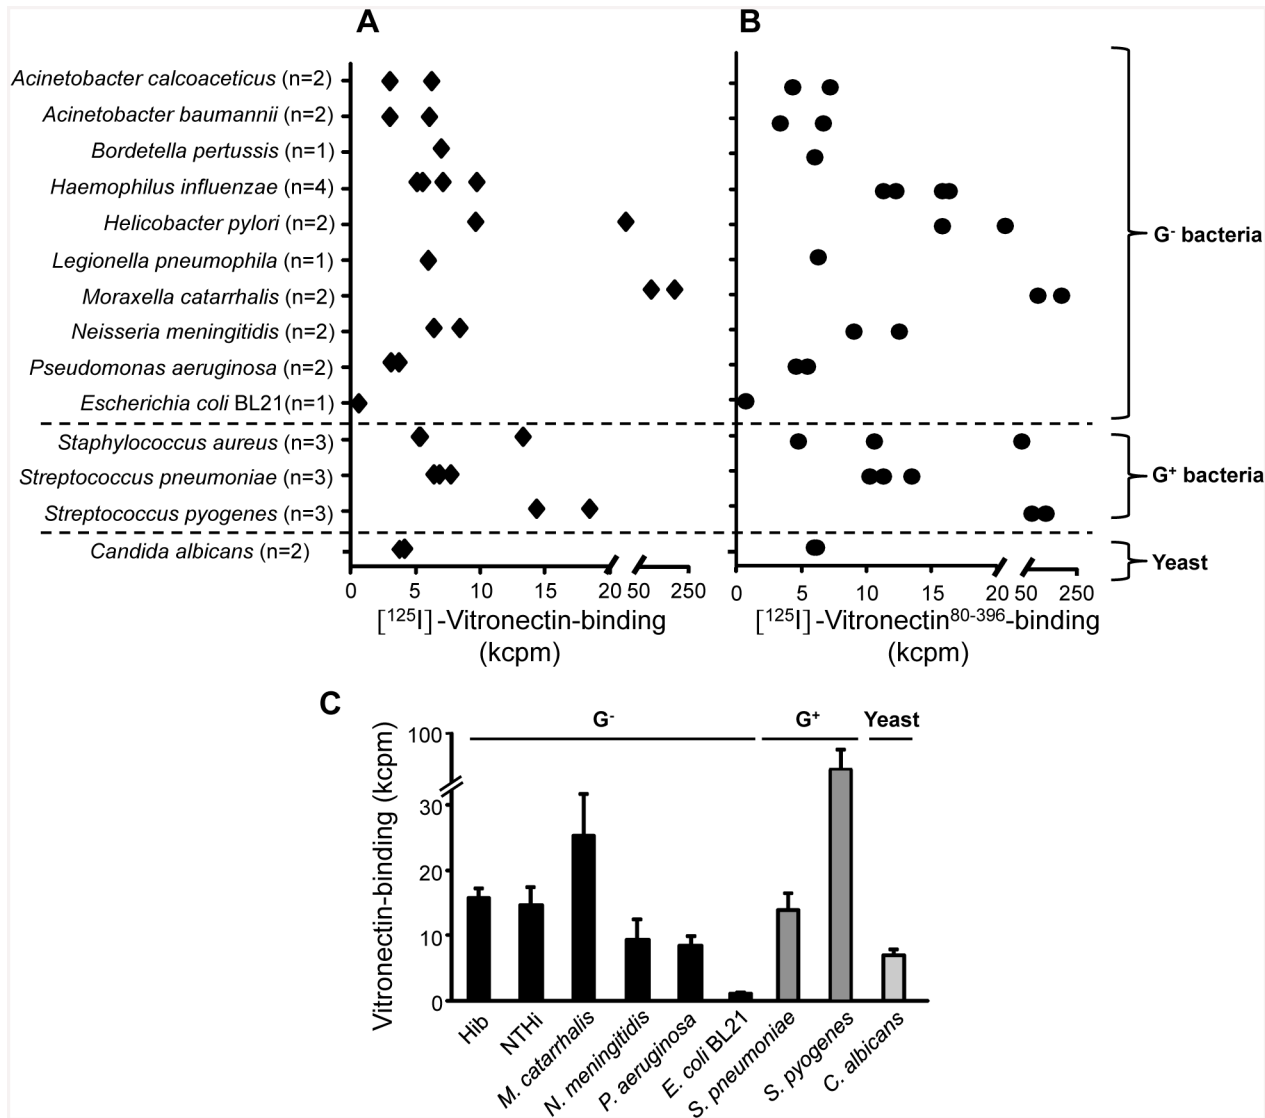 A
B
Acinetobacter calcoaceticus (n=2)
Acinetobacter baumannii (n=2)
Bordetella pertussis (n=1)
Haemophilus influenzae (n=4)
Helicobacter pylori (n=2)
Legionella pneumophila (n=1)
Moraxella catarrhalis (n=2)
Neisseria meningitidis (n=2)
Pseudomonas aeruginosa (n=2)
Escherichia coli BL21(n=1)
Staphylococcus aureus (n=3)
Streptococcus pneumoniae (n=3)
Streptococcus pyogenes (n=3)
Candida albicans (n=2)
G⁻ bacteria
G⁺ bacteria
Yeast
0 5 10 15 20 50 250
[¹²⁵I]-Vitronectin-binding
(kcpm)
0 5 10 15 20 50 250
[¹²⁵I]-Vitronectin⁸⁰⁻³⁹⁶-binding
(kcpm)
C
G⁻ G⁺ Yeast
Vitronectin-binding (kcpm)
100
30
20
10
0
Hib
NTHi
M. catarrhalis
N. meningitidis
P. aeruginosa
E. coli BL21
S. pneumoniae
S. pyogenes
C. albicans